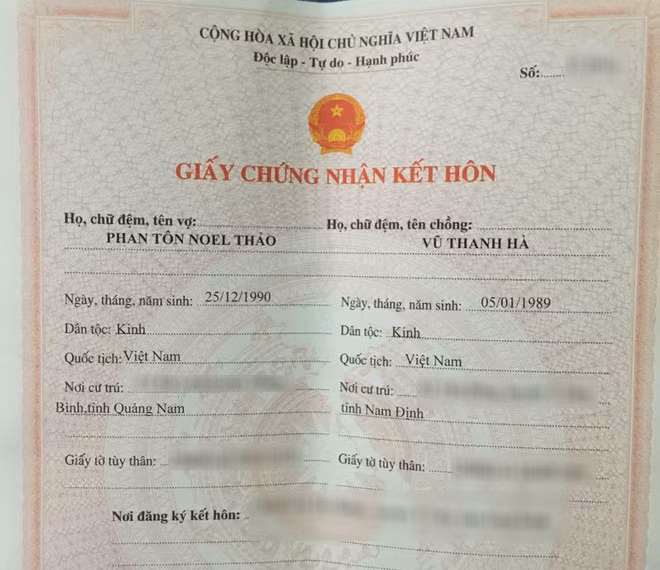 CỘNG HÒA XÃ HỘI CHỦ NGHĨA VIỆT NAM
Độc lập - Tự do - Hạnh phúc
Số:
GIẤY CHỨNG NHẬN KẾT HÔN
Họ, chữ đệm, tên vợ:
PHAN TÔN NOEL THẢO
Họ, chữ đệm, tên chồng:
VŨ THANH HÀ
Ngày, tháng, năm sinh: 25/12/1990
Ngày, tháng, năm sinh: 05/01/1989
Dân tộc: Kinh
Dân tộc: Kinh
Quốc tịch: Việt Nam
Quốc tịch: Việt Nam
Nơi cư trú:
Bình, tỉnh Quảng Nam
Nơi cư trú:
tỉnh Nam Định
Giấy tờ tùy thân:
Giấy tờ tùy thân:
Nơi đăng ký kết hôn: